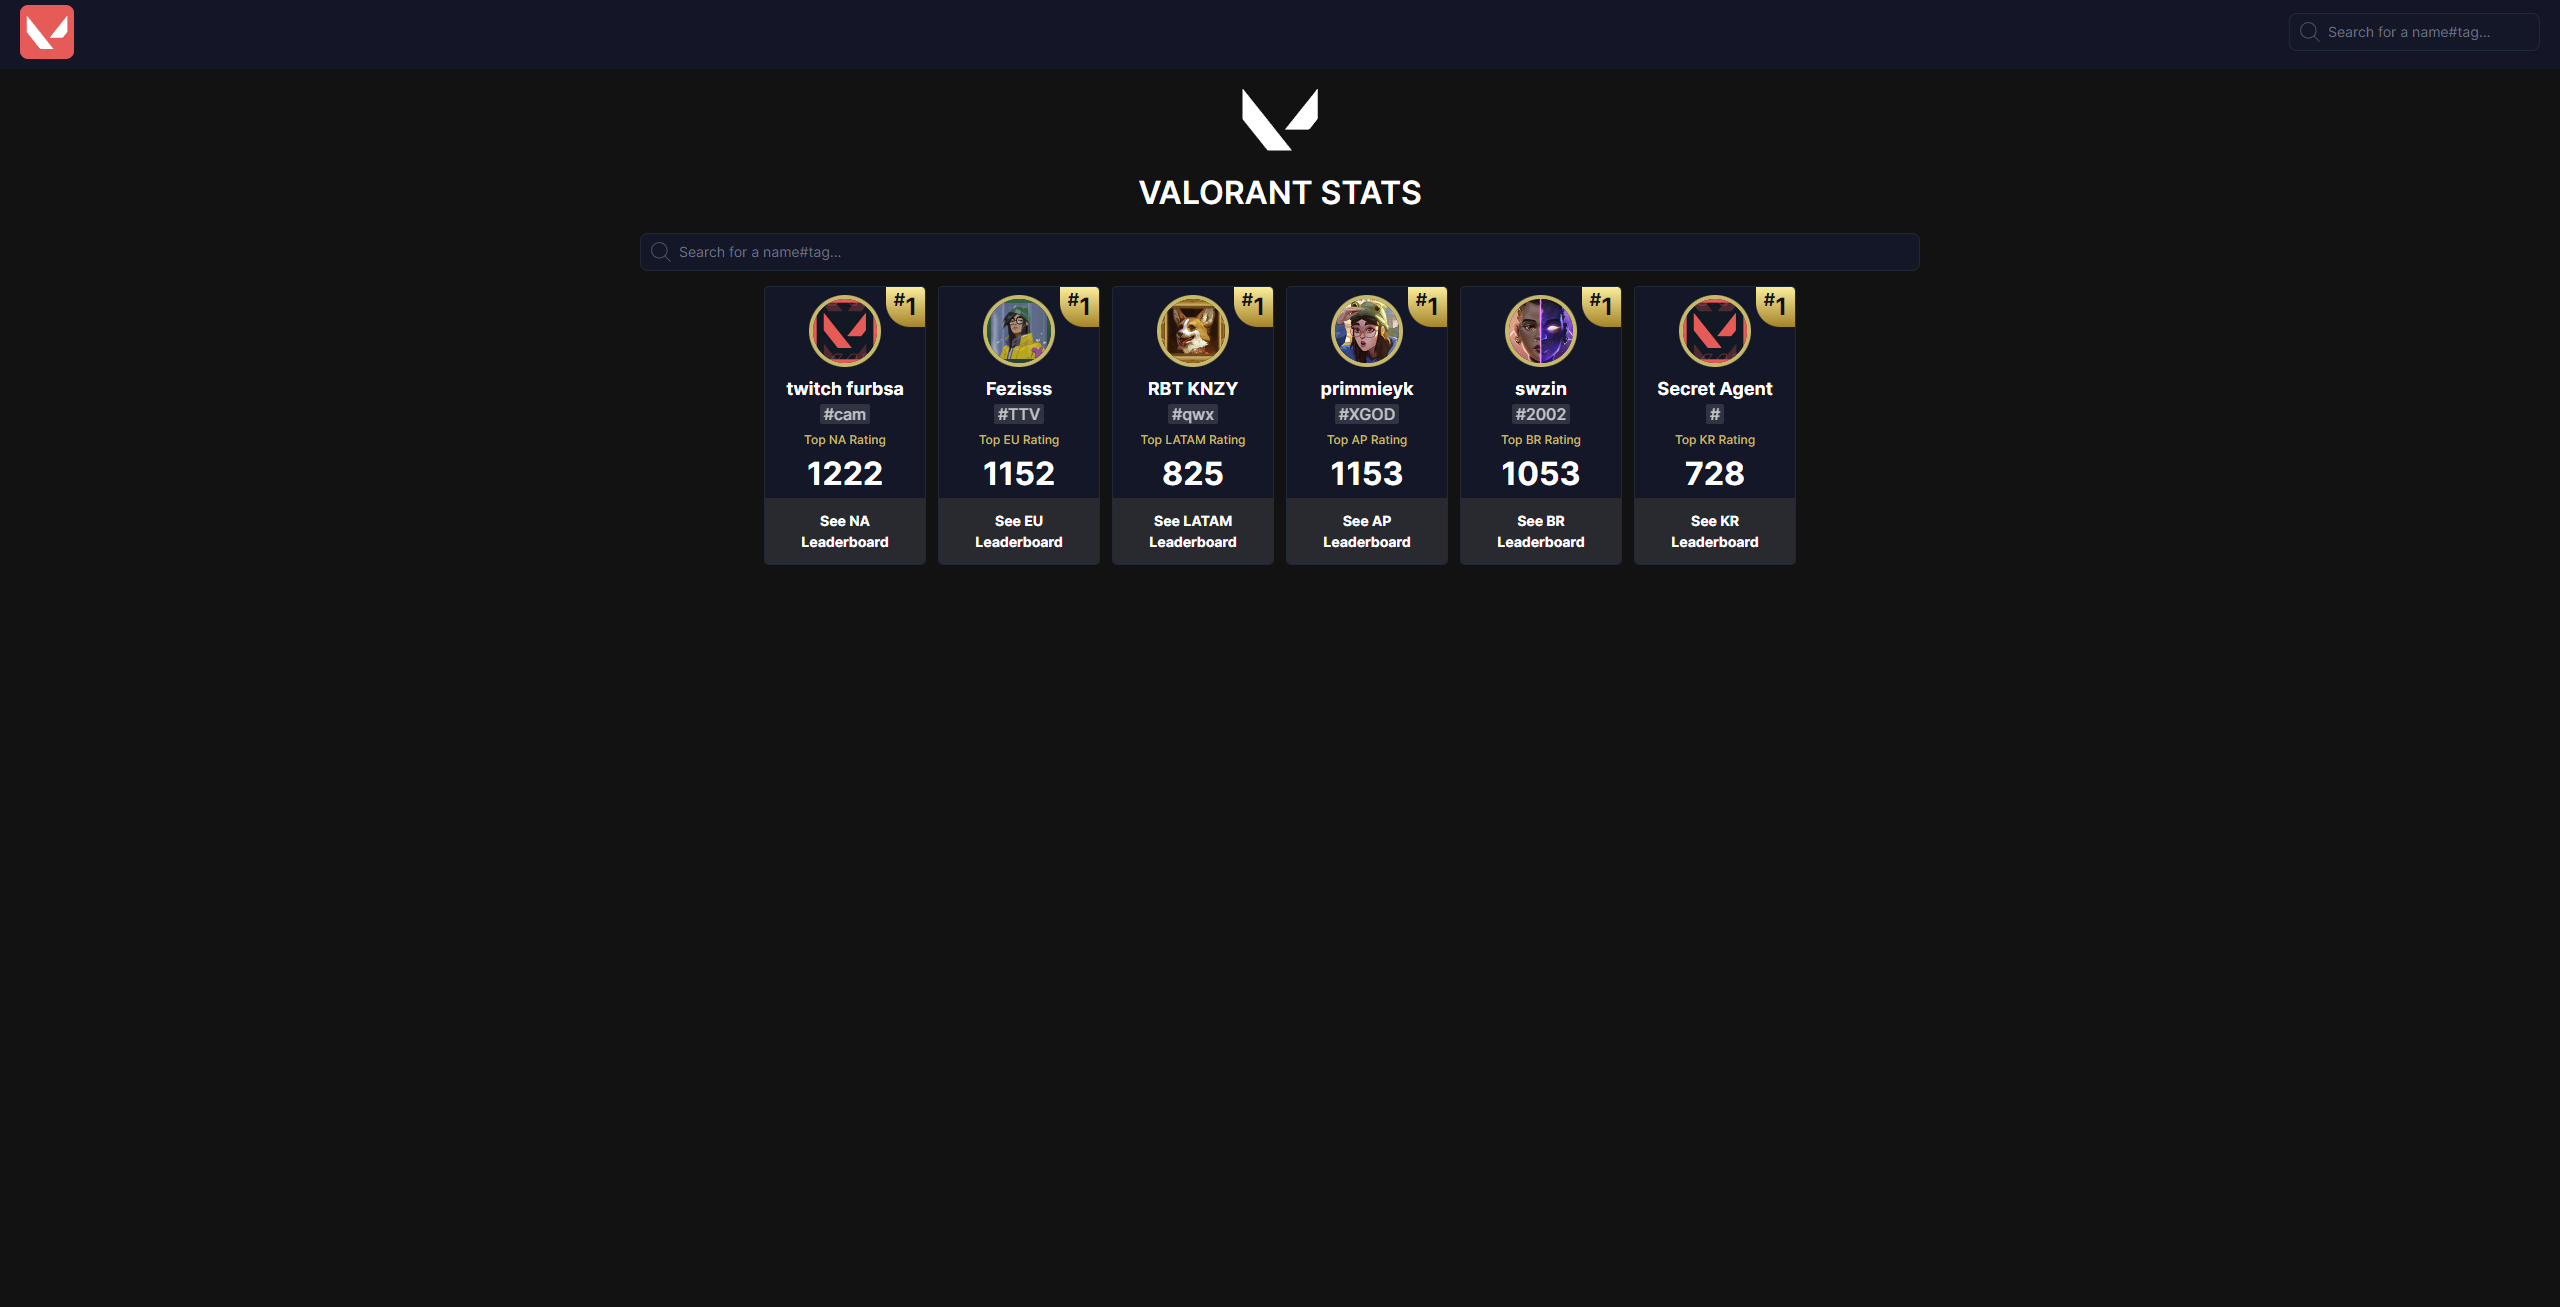 Search for a name#tag...
VALORANT STATS
Search for a name#tag...
#1
twitch furbsa
#cam
Top NA Rating
1222
See NA
Leaderboard
#1
Fezisss
#TTV
Top EU Rating
1152
See EU
Leaderboard
#1
RBT KNZY
#qwx
Top LATAM Rating
825
See LATAM
Leaderboard
#1
primmieyk
#XGOD
Top AP Rating
1153
See AP
Leaderboard
#1
swzin
#2002
Top BR Rating
1053
See BR
Leaderboard
#1
Secret Agent
#
Top KR Rating
728
See KR
Leaderboard